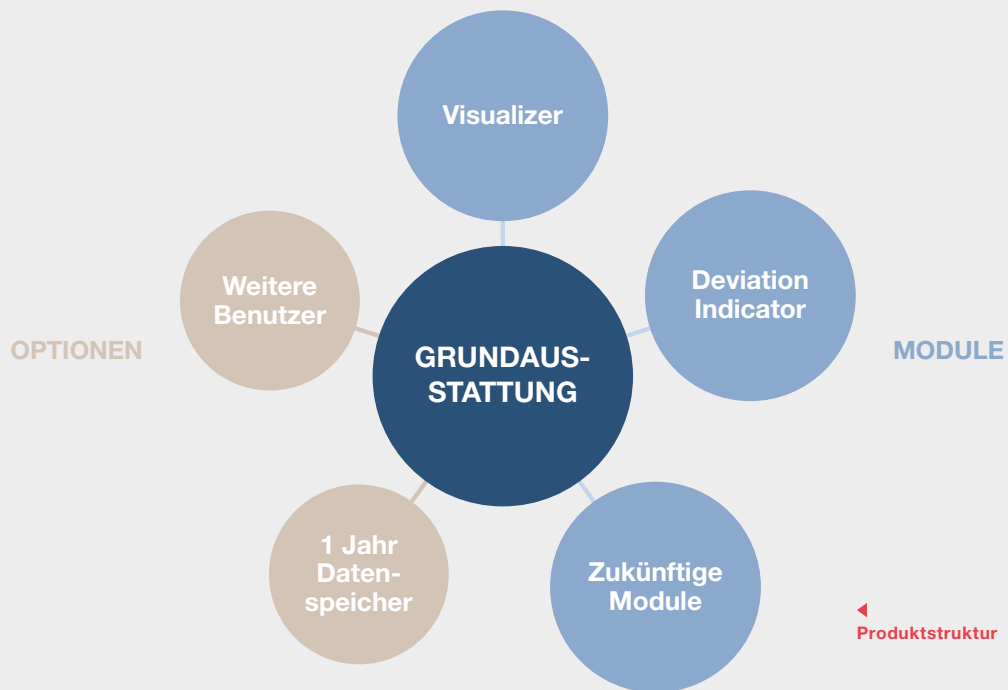 Visualizer
Weitere
Benutzer
Deviation
Indicator
OPTIONEN
GRUNDAUS-
STATTUNG
MODULE
1 Jahr
Daten-
speicher
Zukünftige
Module
Produktstruktur